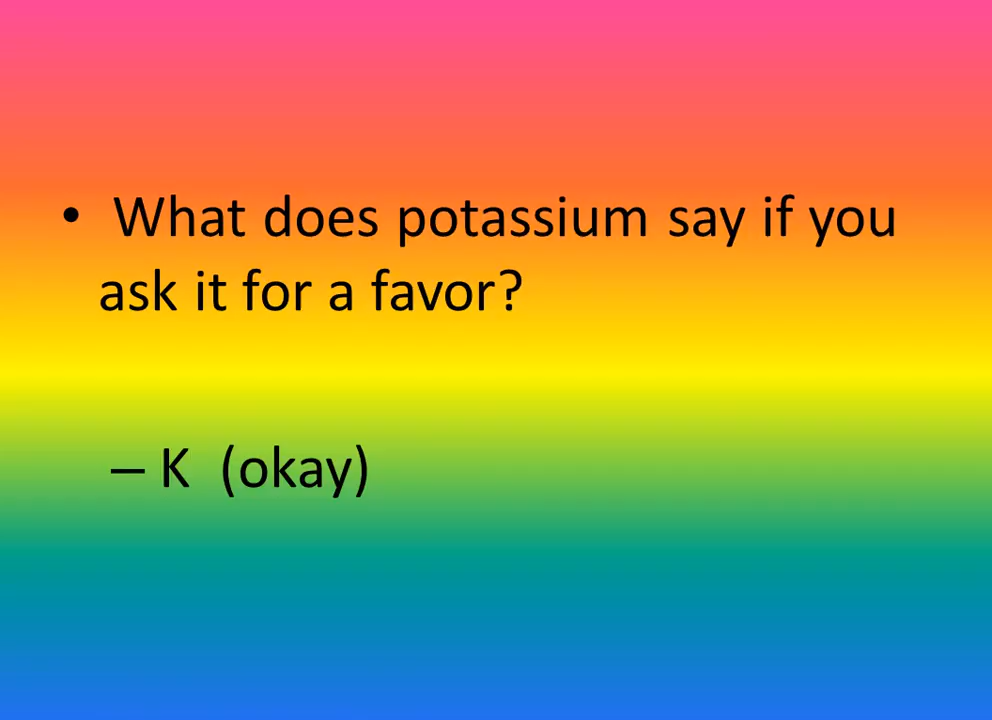 • What does potassium say if you
ask it for a favor?
– K (okay)